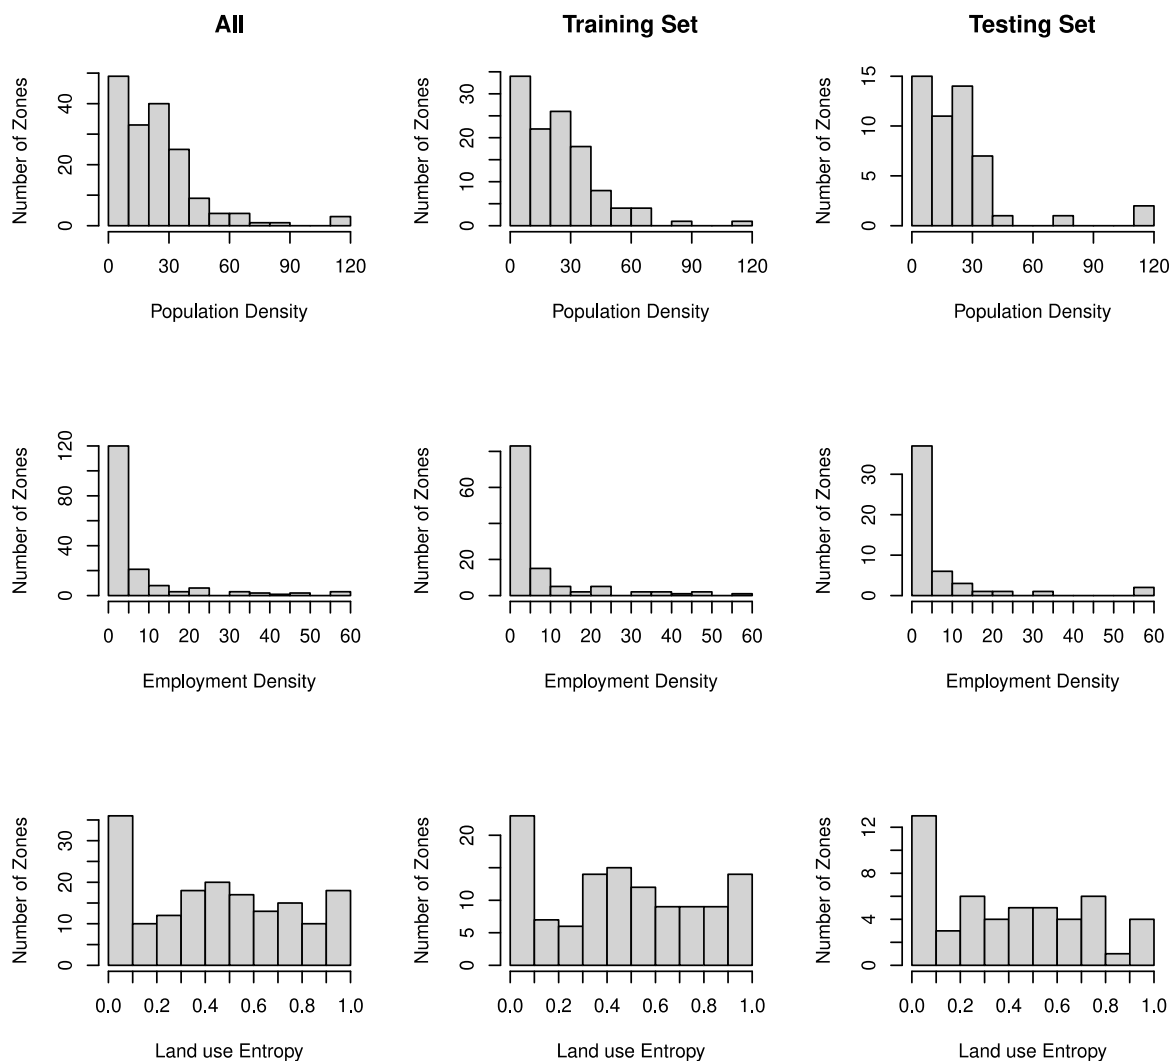 All
Training Set
Testing Set
Number of Zones
0
20
40
0 30 60 90 120
Population Density
Number of Zones
0
10
20
30
0 30 60 90 120
Population Density
Number of Zones
0
5
10
15
0 30 60 90 120
Population Density
Number of Zones
0
40
80
120
0 10 20 30 40 50 60
Employment Density
Number of Zones
0
20
60
0 10 20 30 40 50 60
Employment Density
Number of Zones
0
10
20
30
0 10 20 30 40 50 60
Employment Density
Number of Zones
0
10
20
30
0.0 0.2 0.4 0.6 0.8 1.0
Land use Entropy
Number of Zones
0
5
10
20
0.0 0.2 0.4 0.6 0.8 1.0
Land use Entropy
Number of Zones
0
4
8
12
0.0 0.2 0.4 0.6 0.8 1.0
Land use Entropy